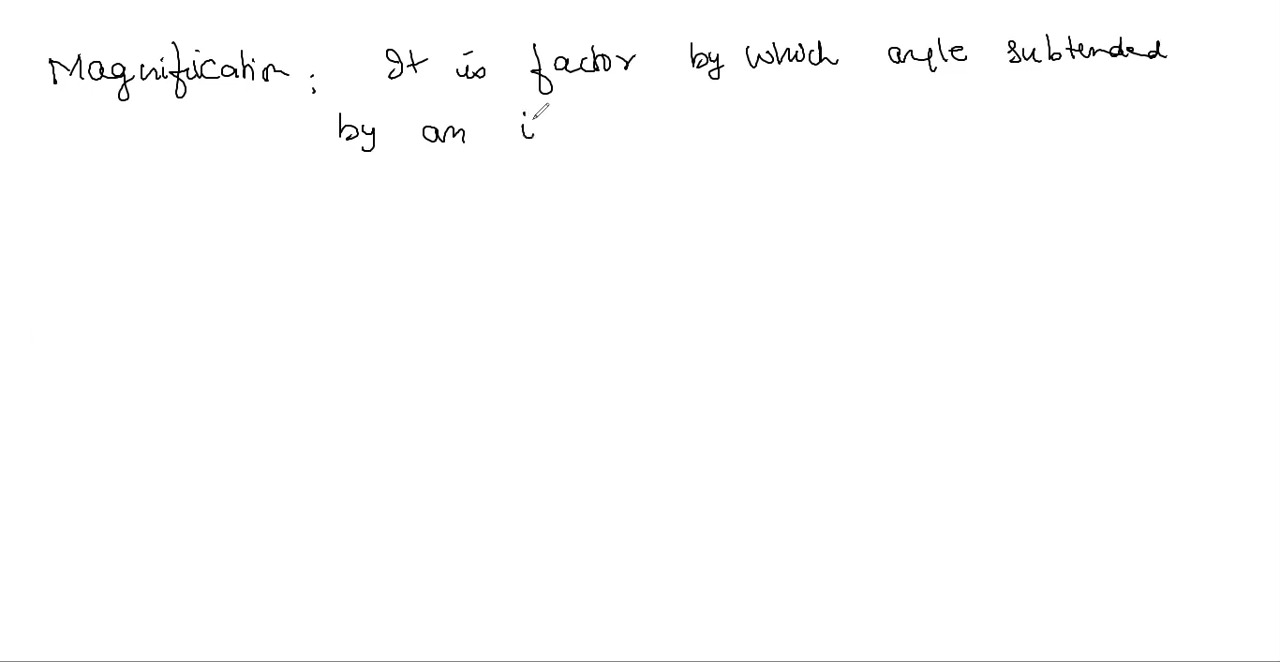 Magnification: It is factor by which angle subtended
by an i